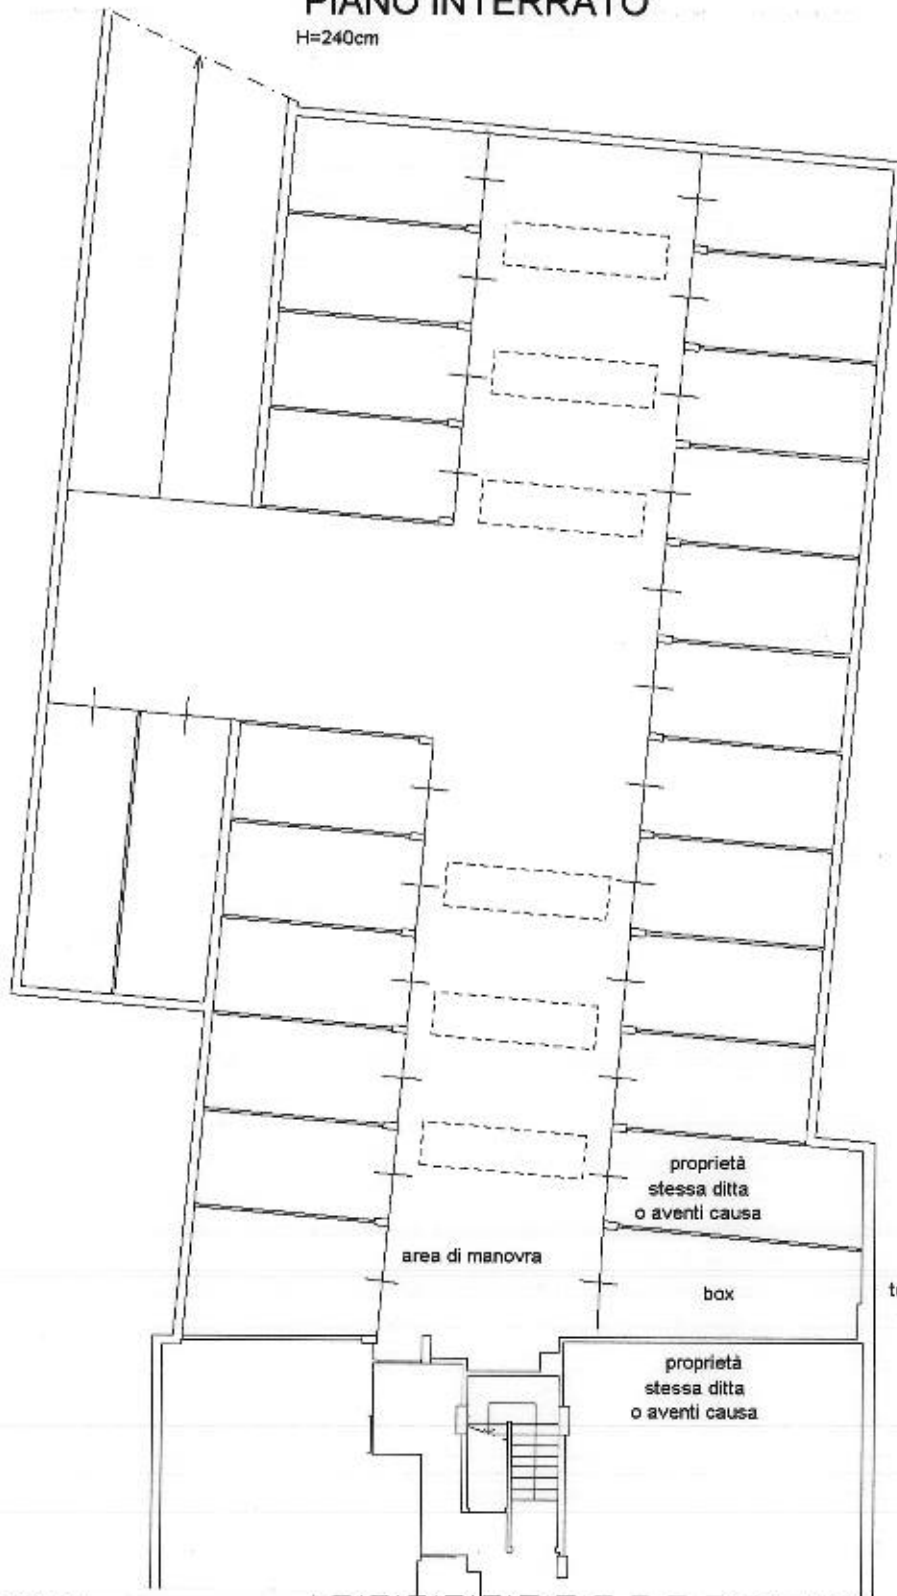 PIANO INTERRATO
H=240cm
proprietà
stessa ditta
o aventi causa
area di manovra
box
proprietà
stessa ditta
o aventi causa